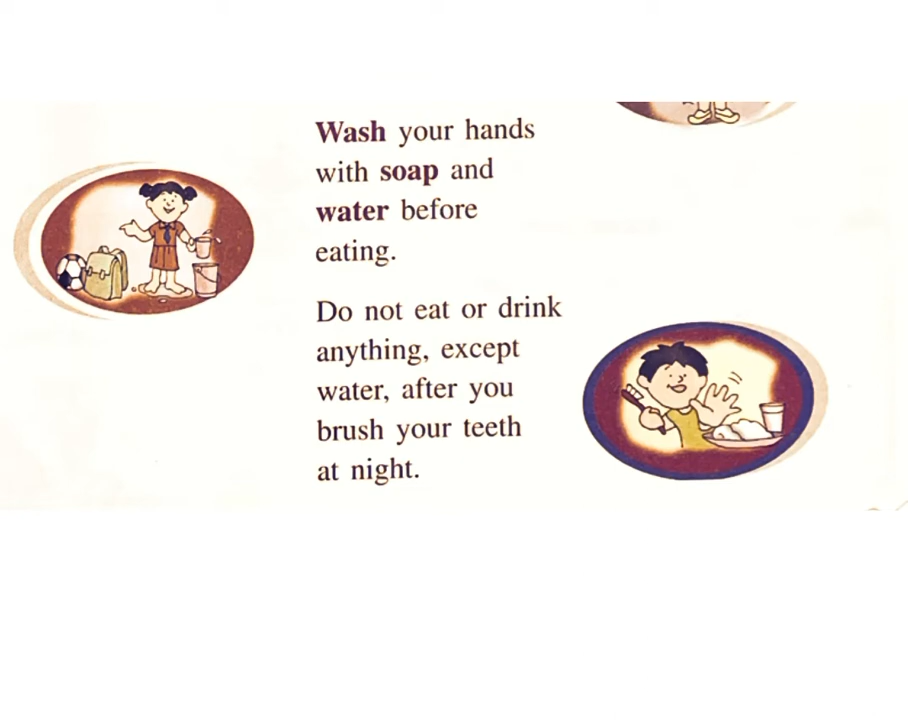 Wash your hands
with soap and
water before
eating.
Do not eat or drink
anything, except
water, after you
brush your teeth
at night.